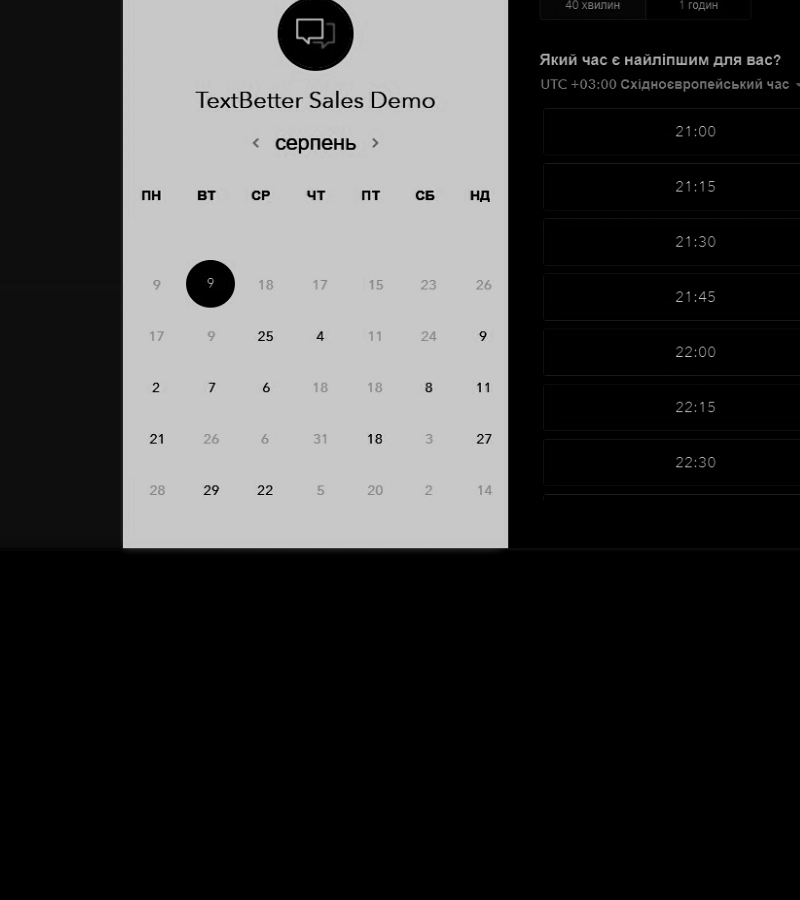 TextBetter Sales Demo
серпень
ПН ВТ СР ЧТ ПТ СБ НД
9 9 18 17 15 23 26
17 9 25 4 11 24 9
2 7 6 18 18 8 11
21 26 6 31 18 3 27
28 29 22 5 20 2 14
40 хвилин 1 годин
Який час є найліпшим для вас?
UTC +03:00 Східноєвропейський час
21:00
21:15
21:30
21:45
22:00
22:15
22:30